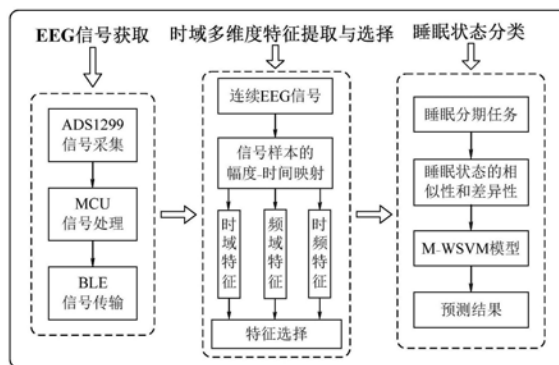 EEG信号获取
时域多维度特征提取与选择
睡眠状态分类
ADS1299
信号采集
MCU
信号处理
BLE
信号传输
连续EEG信号
信号样本的
幅度-时间映射
时域特征
频域特征
时频特征
特征选择
睡眠分期任务
睡眠状态的相
似性和差异性
M-WSVM模型
预测结果